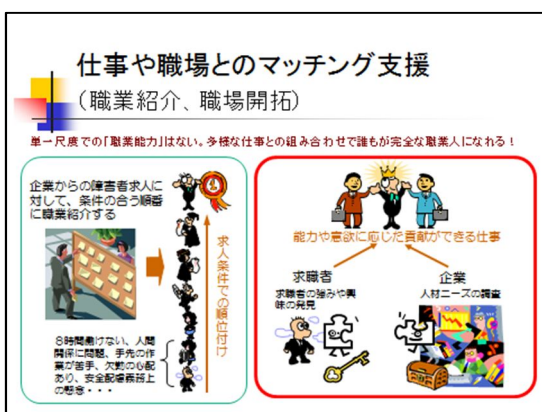 仕事や職場とのマッチング支援
（職業紹介、職場開拓）
単一尺度での「職業能力」はない。多様な仕事との組み合わせで誰もが完全な職業人になれる！
企業からの障害者求人に
対して、条件の合う順番
に職業紹介する
求人条件での順位付け
８時間働けない、人間
関係に問題、手先の作
業が苦手、欠勤の心配
あり、安全配慮義務上
の懸念・・・
能力や意欲に応じた貢献ができる仕事
求職者
求職者の強みや興
味の発見
企業
人材ニーズの調査